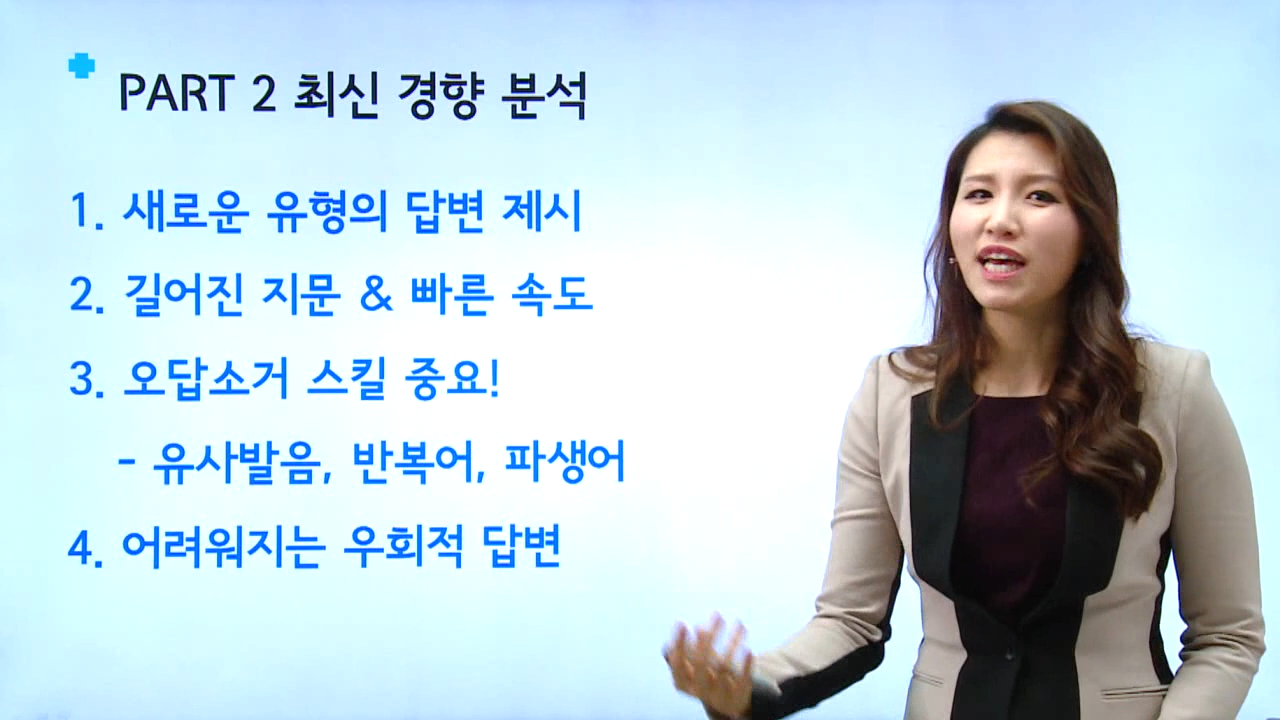 PART 2 최신 경향 분석
1. 새로운 유형의 답변 제시
2. 길어진 지문 & 빠른 속도
3. 오답소거 스킬 중요!
- 유사발음, 반복어, 파생어
4. 어려워지는 우회적 답변